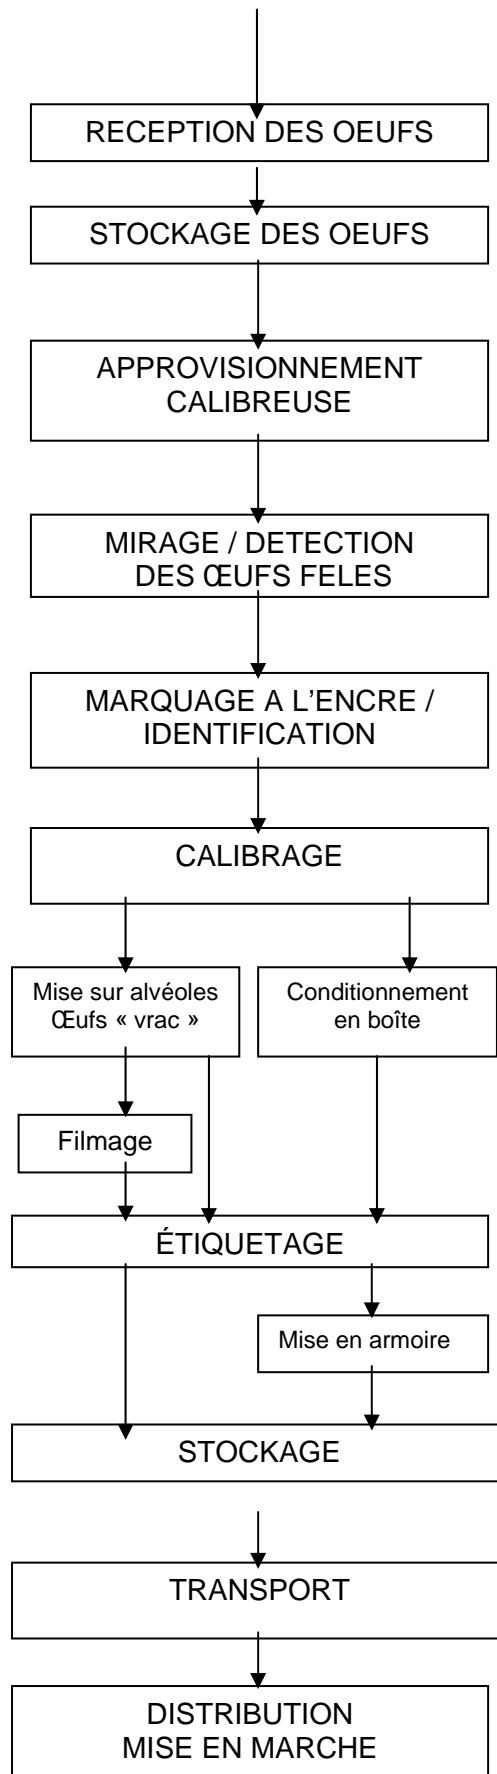 RECEPTION DES OEUFS
STOCKAGE DES OEUFS
APPROVISIONNEMENT
CALIBREUSE
MIRAGE / DETECTION
DES ŒUFS FELES
MARQUAGE A L'ENCRE /
IDENTIFICATION
CALIBRAGE
Mise sur alvéoles
Œufs « vrac »
Conditionnement
en boîte
Filmage
ÉTIQUETAGE
Mise en armoire
STOCKAGE
TRANSPORT
DISTRIBUTION
MISE EN MARCHE